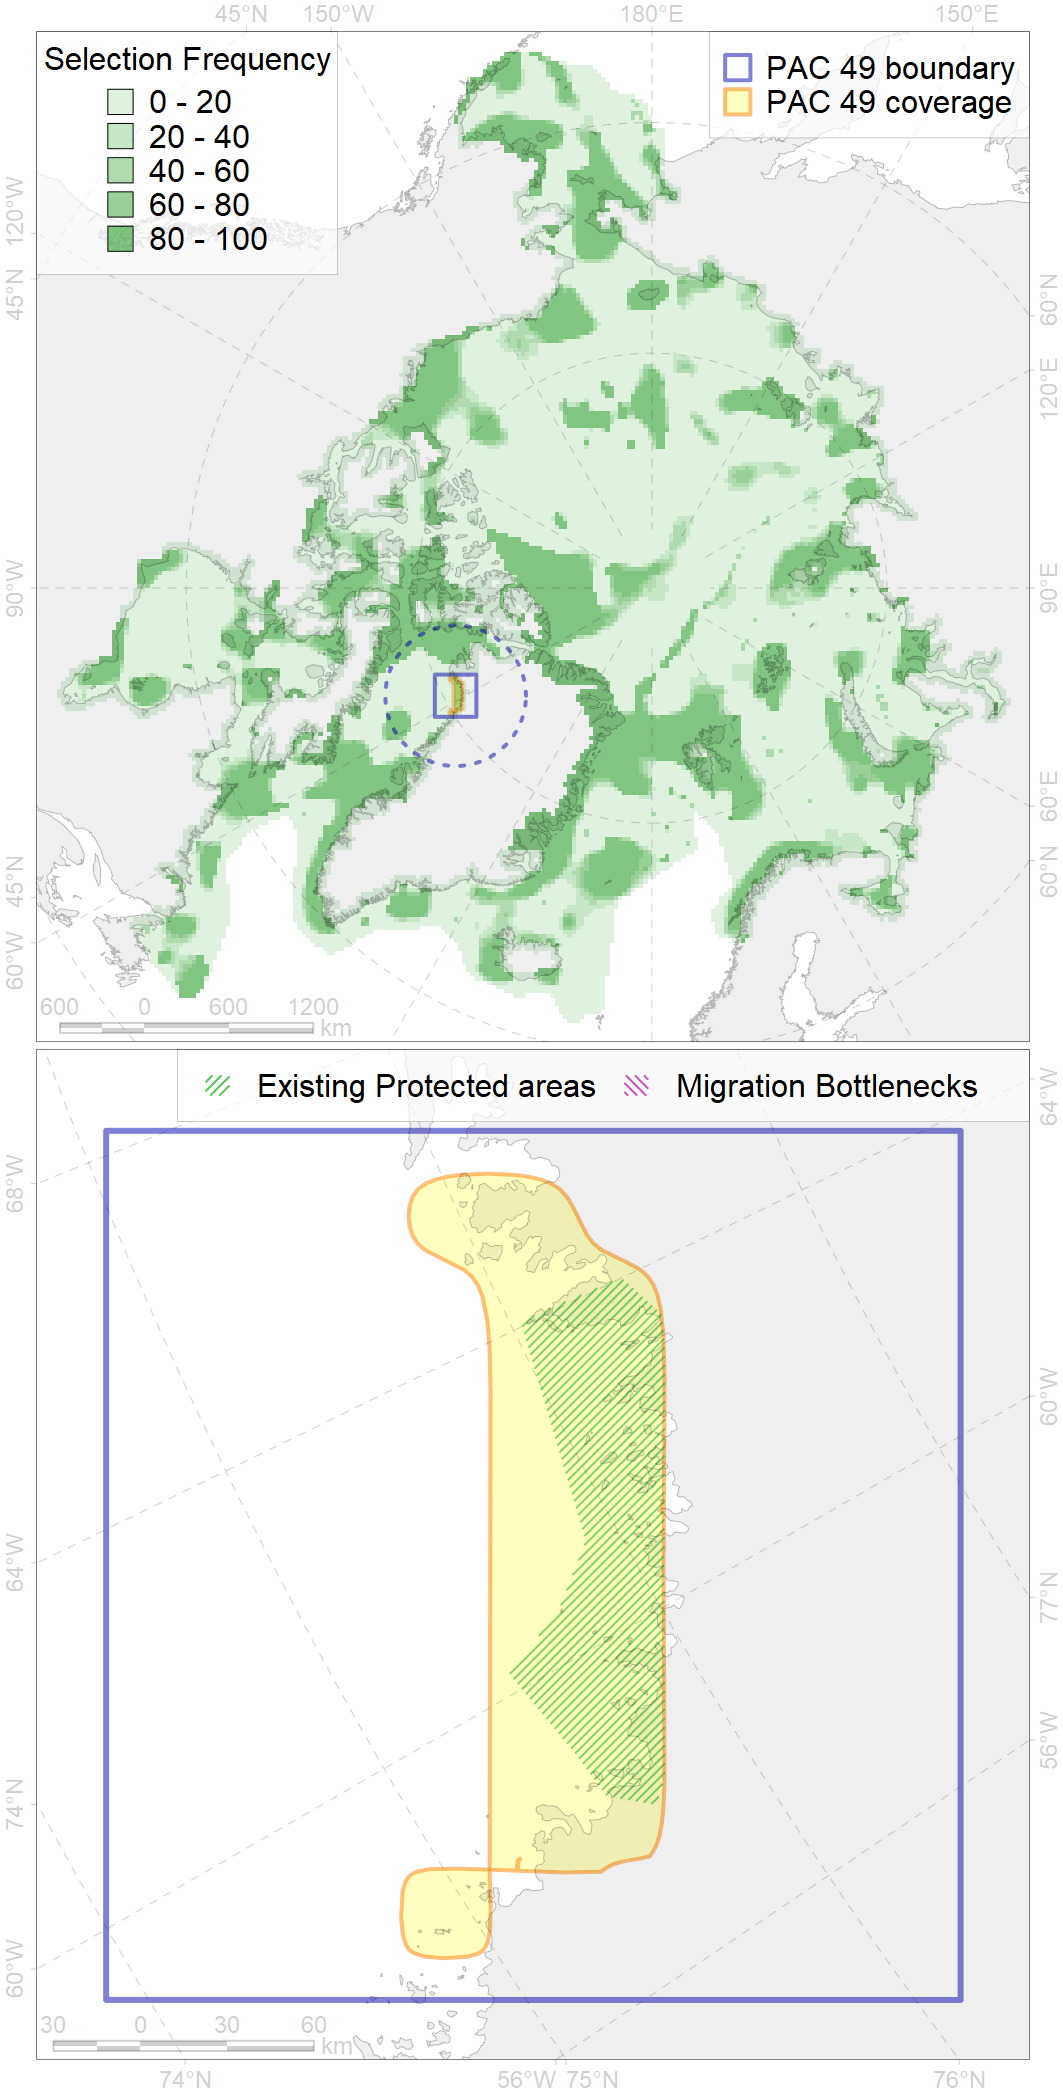 45°N 150°W 180°E 150°E
Selection Frequency
0 - 20
20 - 40
40 - 60
60 - 80
80 - 100
PAC 49 boundary
PAC 49 coverage
120°W
45°N
90°W
45°N
60°W
60°N
120°E
90°E
60°E
60°N
600 0 600 1200
km
Existing Protected areas Migration Bottlenecks
68°W
64°W
74°N
60°W
64°W
60°W
77°N
56°W
30 0 30 60
km
74°N 56°W 75°N 76°N